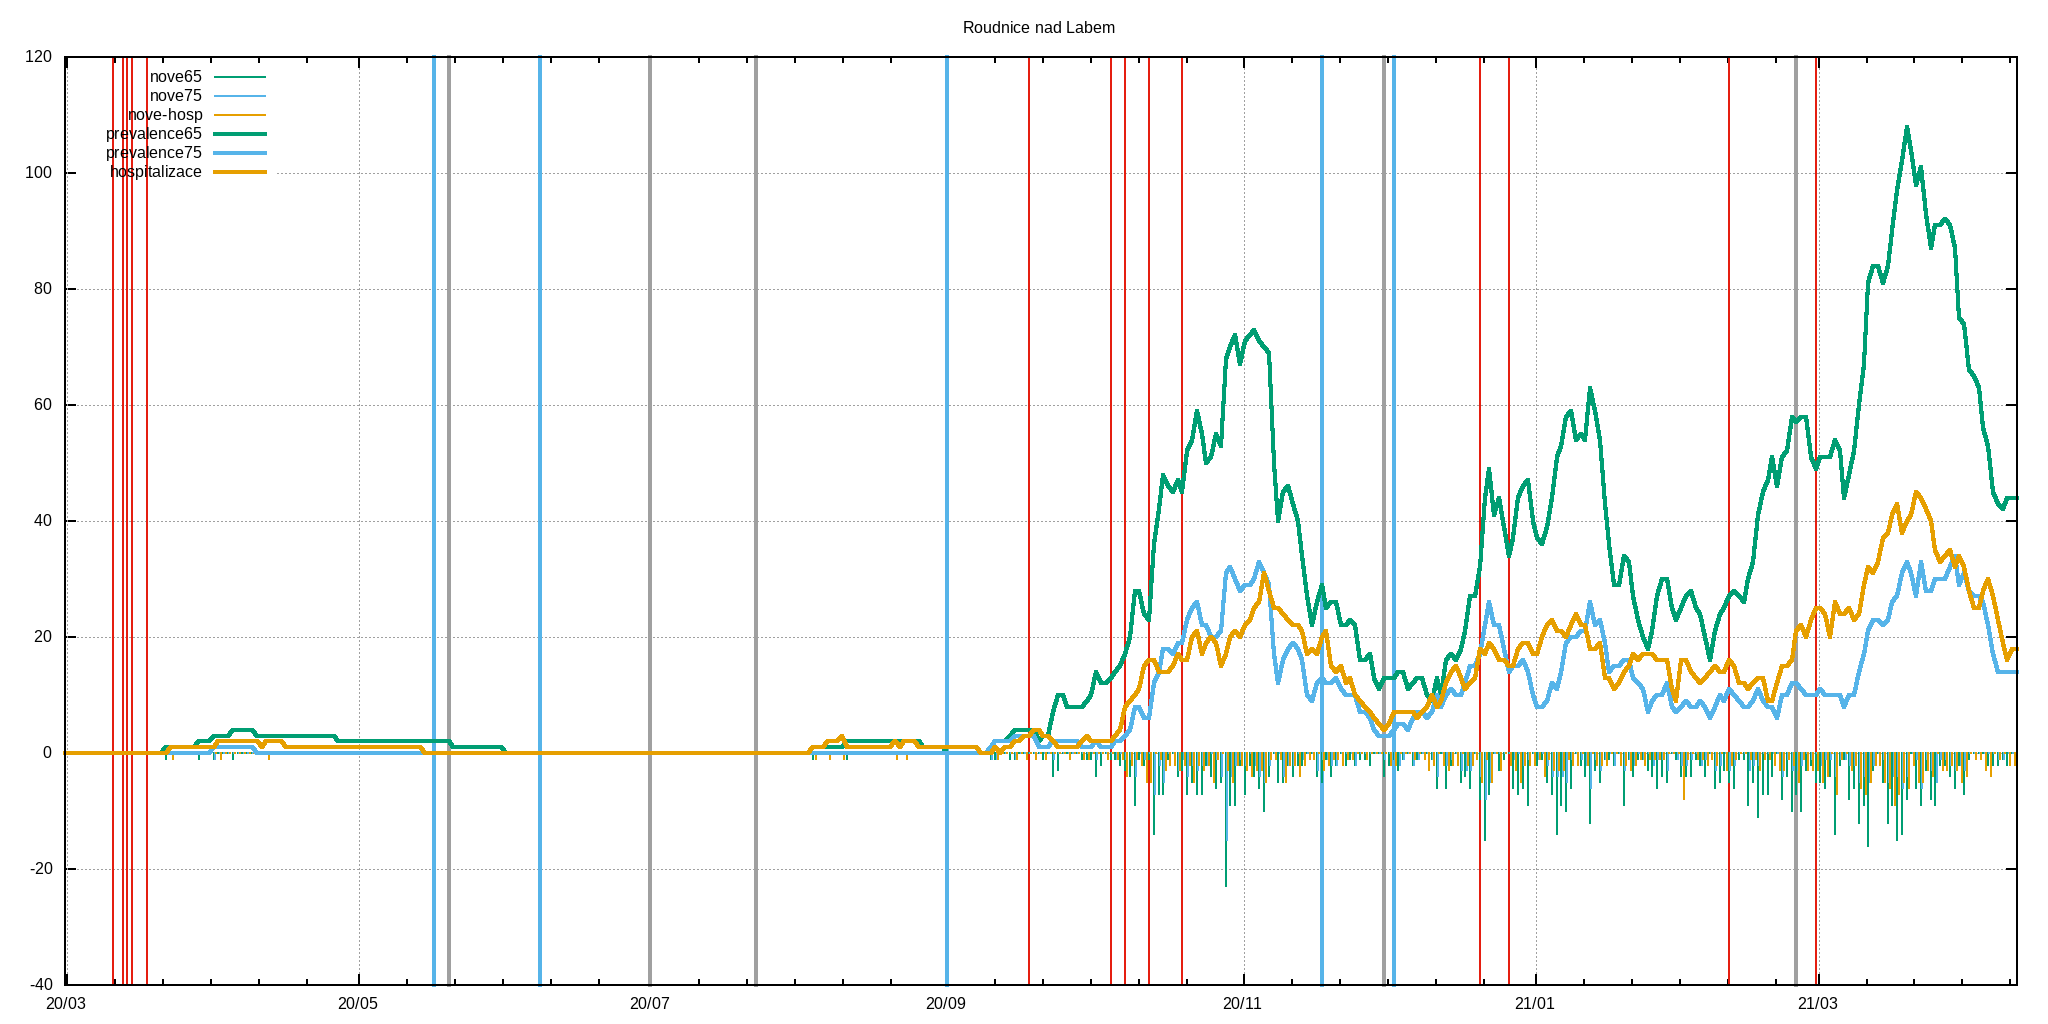 Roudnice nad Labem
120
100
80
60
40
20
0
-20
-40
nove65
nove75
nove-hosp
prevalence65
prevalence75
hospitalizace
20/03 20/05 20/07 20/09 20/11 21/01 21/03